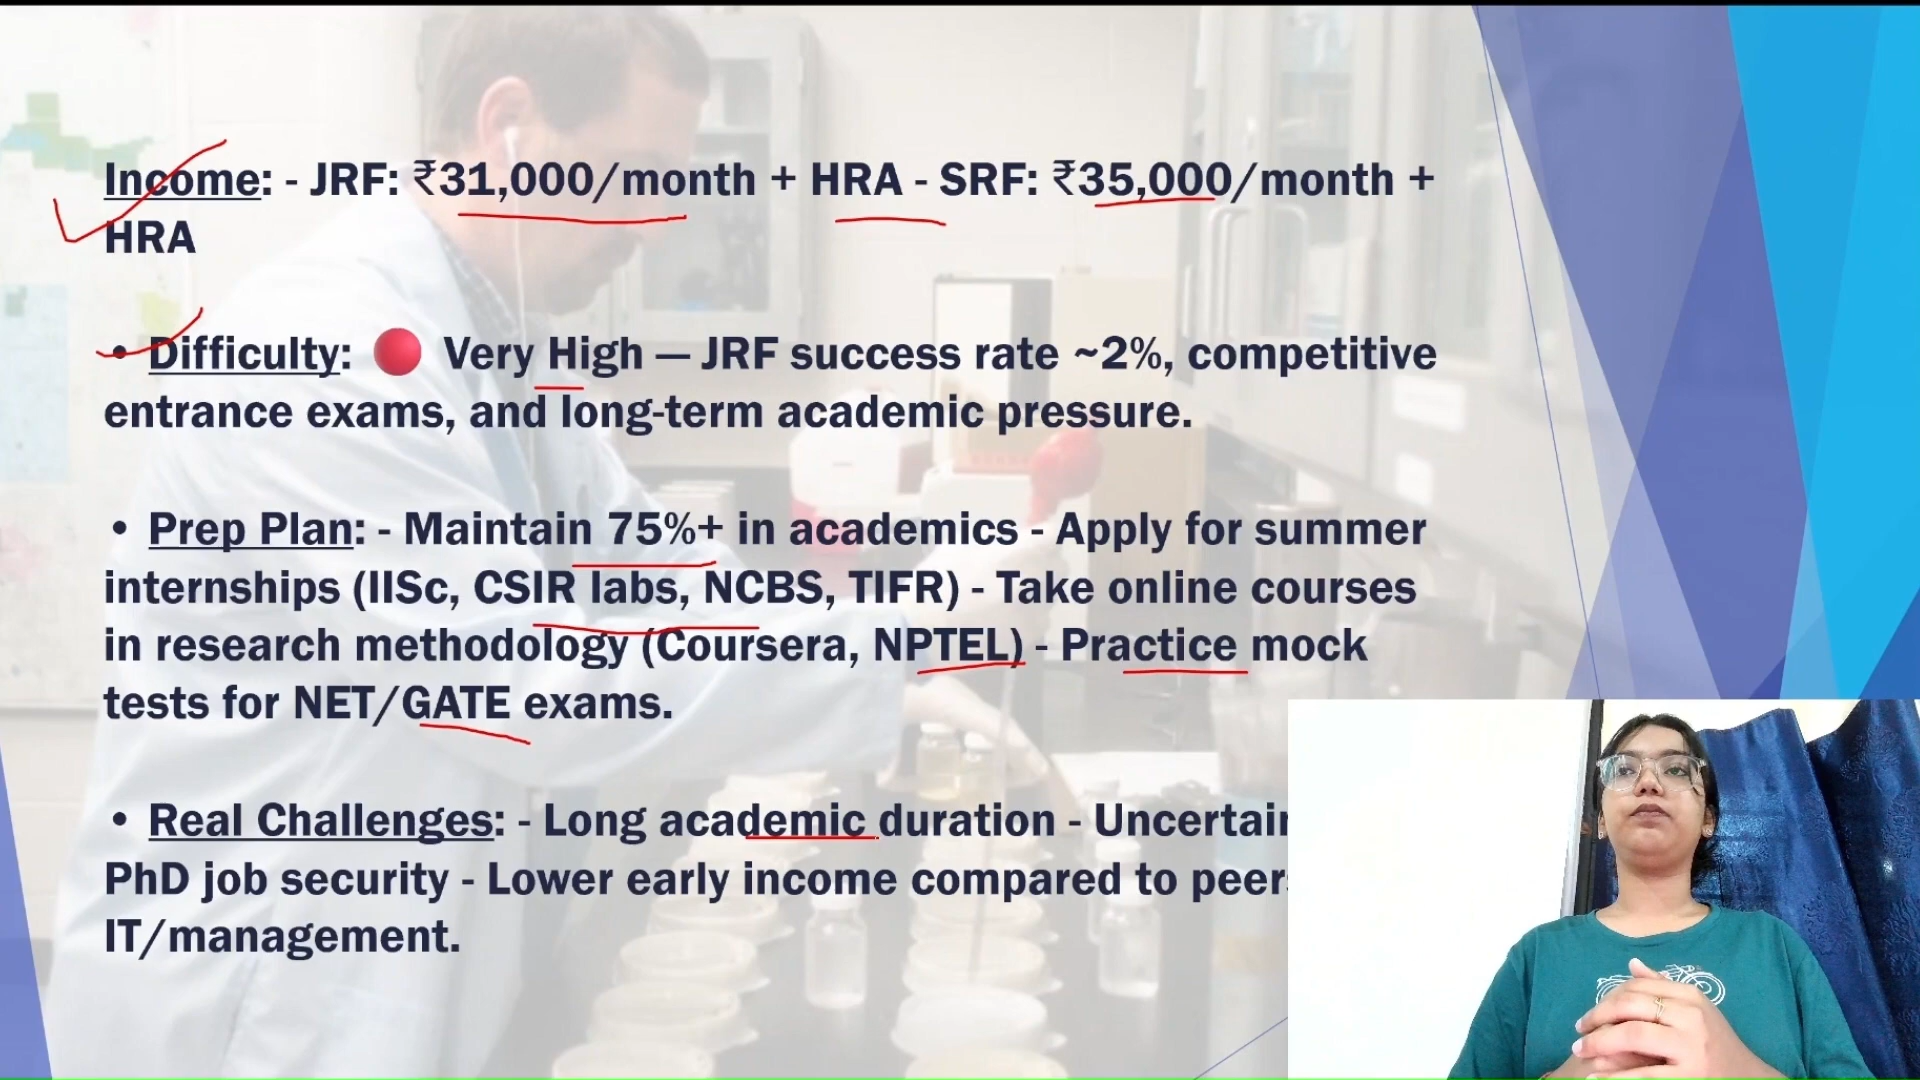 Income: - JRF: ₹31,000/month + HRA - SRF: ₹35,000/month +
HRA
• Difficulty: 🔴 Very High — JRF success rate ~2%, competitive
entrance exams, and long-term academic pressure.
• Prep Plan: - Maintain 75%+ in academics - Apply for summer
internships (IISc, CSIR labs, NCBS, TIFR) - Take online courses
in research methodology (Coursera, NPTEL) - Practice mock
tests for NET/GATE exams.
• Real Challenges: - Long academic duration -
PhD job security - Lower early income compared to
IT/management.